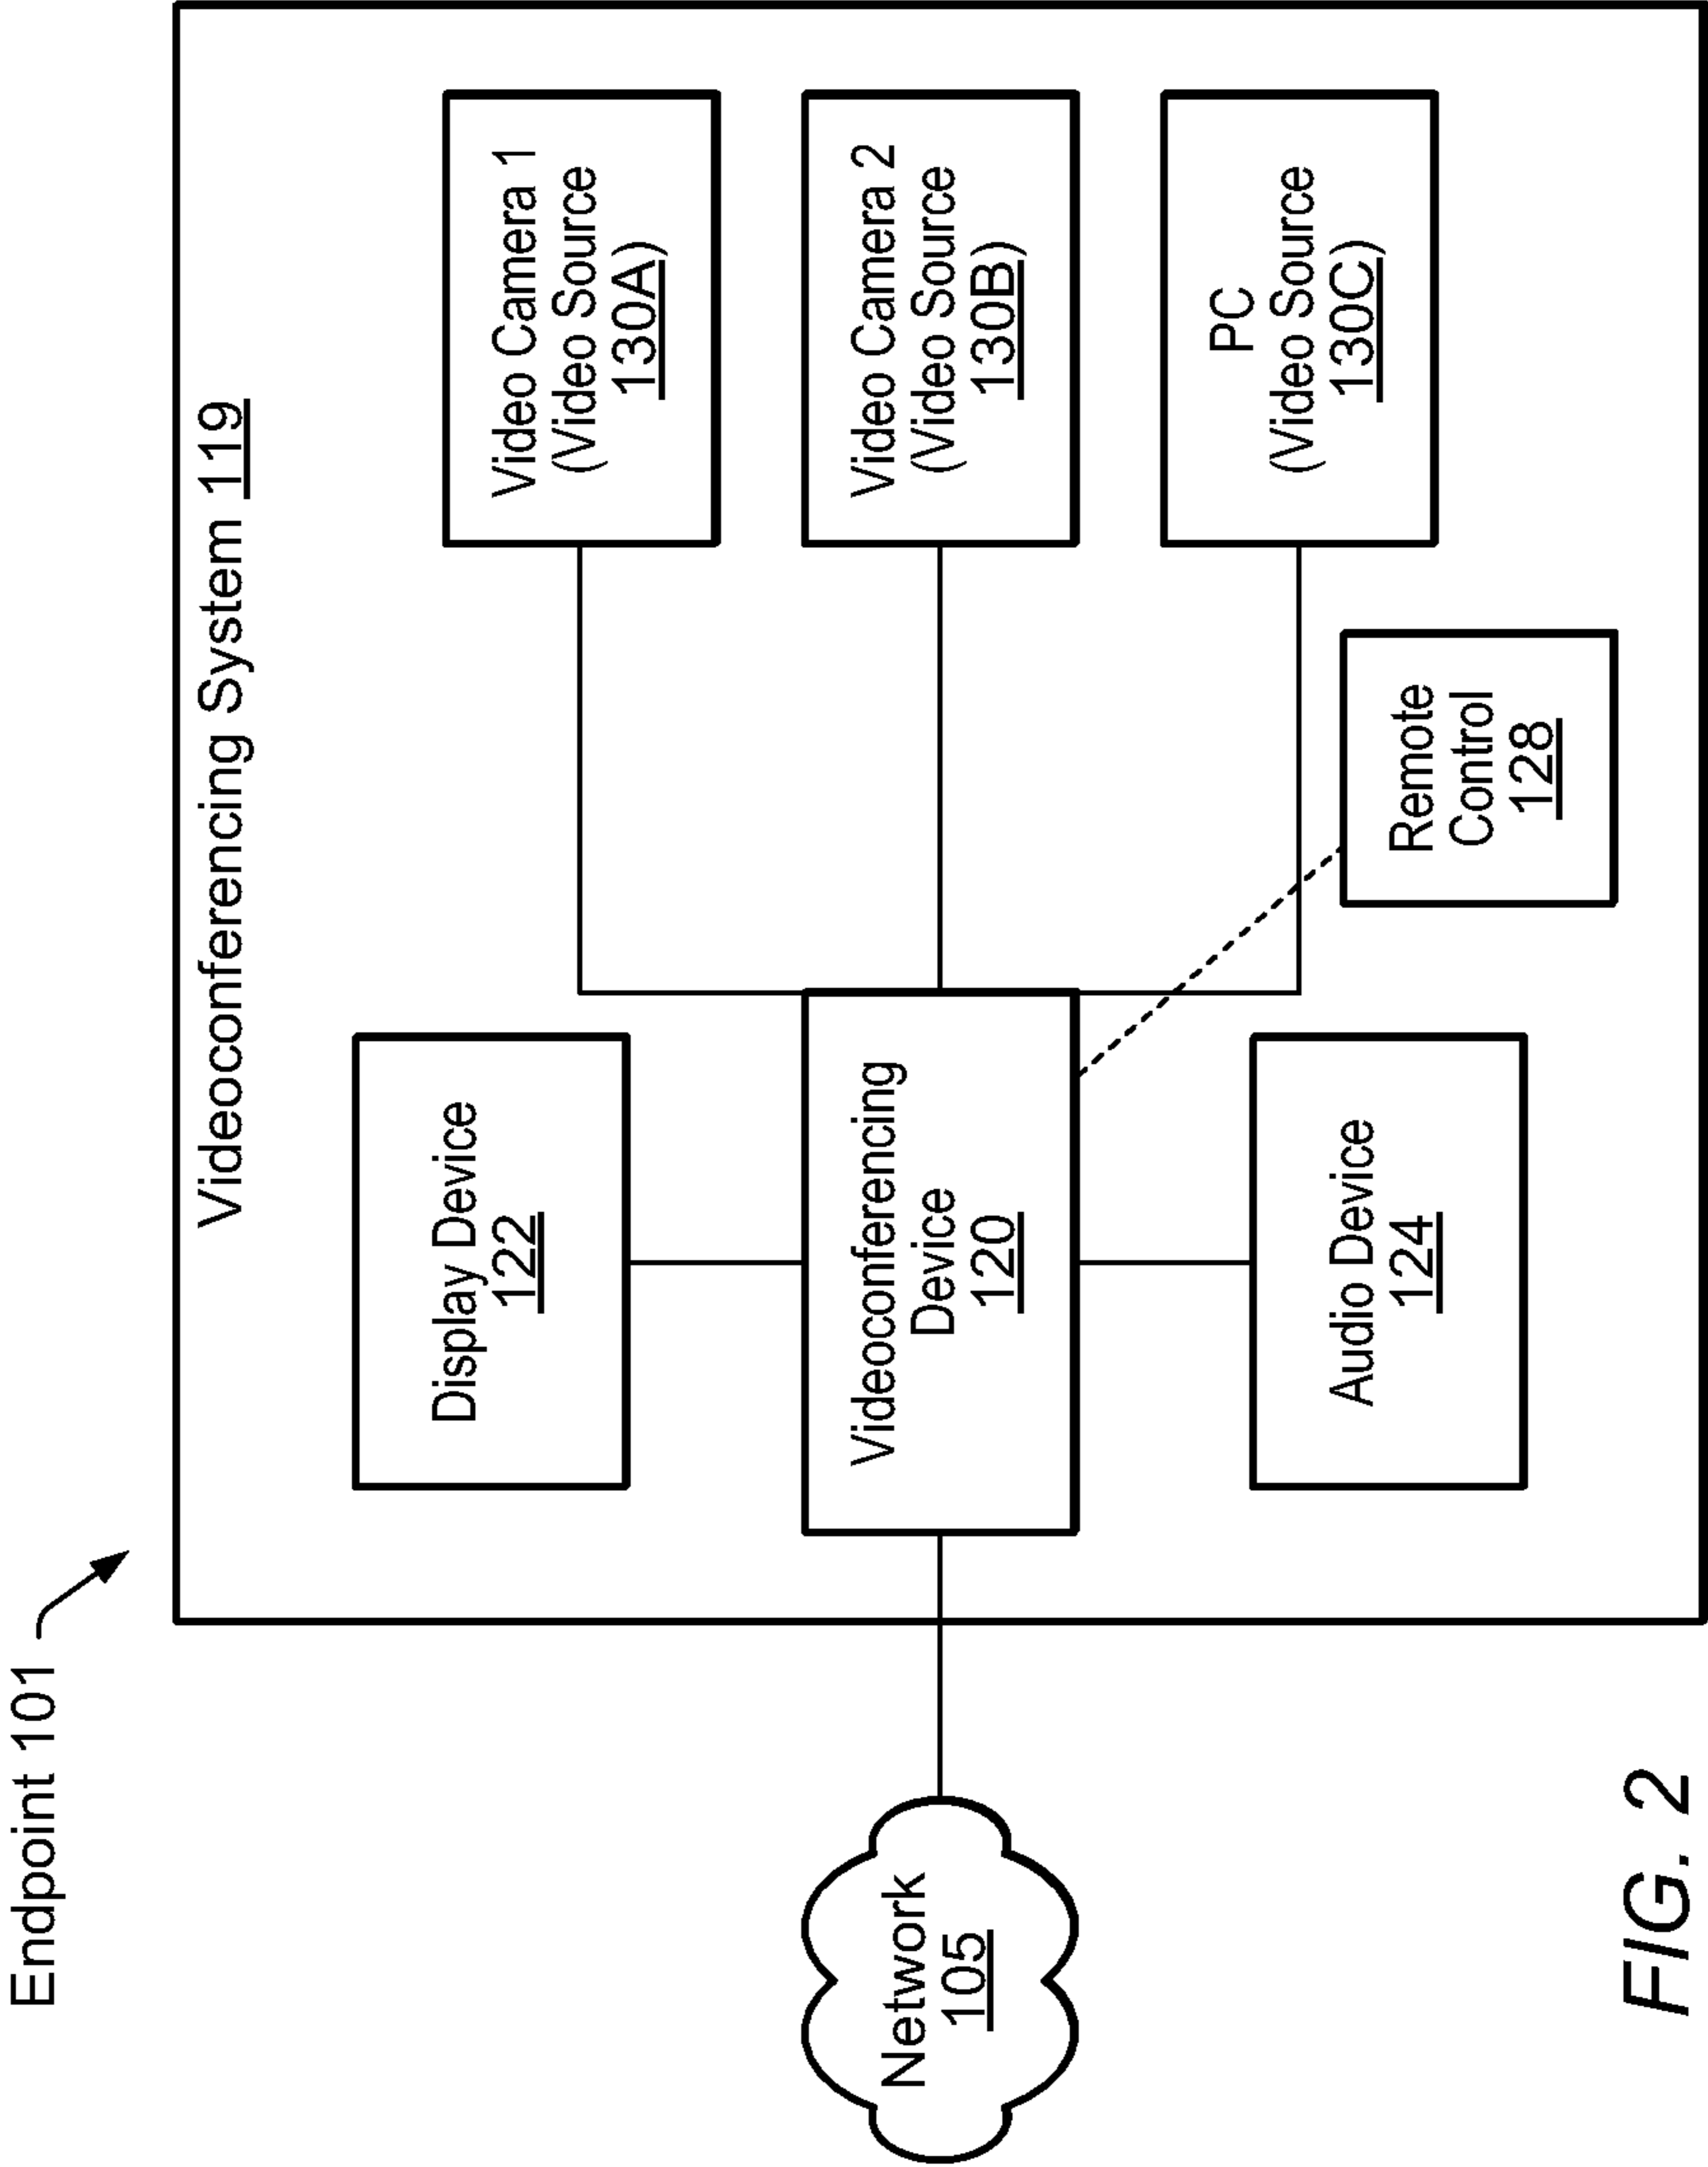 Endpoint 101
Videoconferencing System 119
Display Device
122
Video Camera 1
(Video Source
130A)
Network
105
Videoconferencing
Device
120
Video Camera 2
(Video Source
130B)
Audio Device
124
Remote
Control
128
PC
(Video Source
130C)
FIG. 2